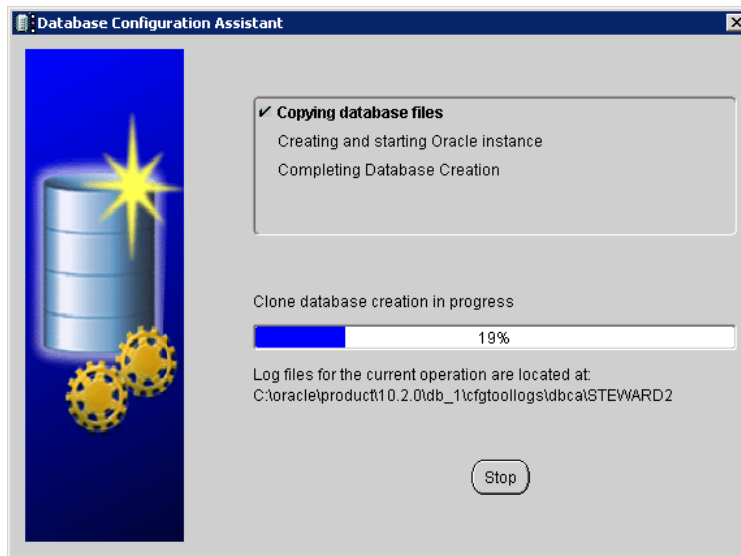 Database Configuration Assistant
Copying database files
Creating and starting Oracle instance
Completing Database Creation
Clone database creation in progress
19%
Log files for the current operation are located at:
C:\oracle\product\10.2.0\db_1\cfgtoollogs\dbca\STEWARD2
Stop